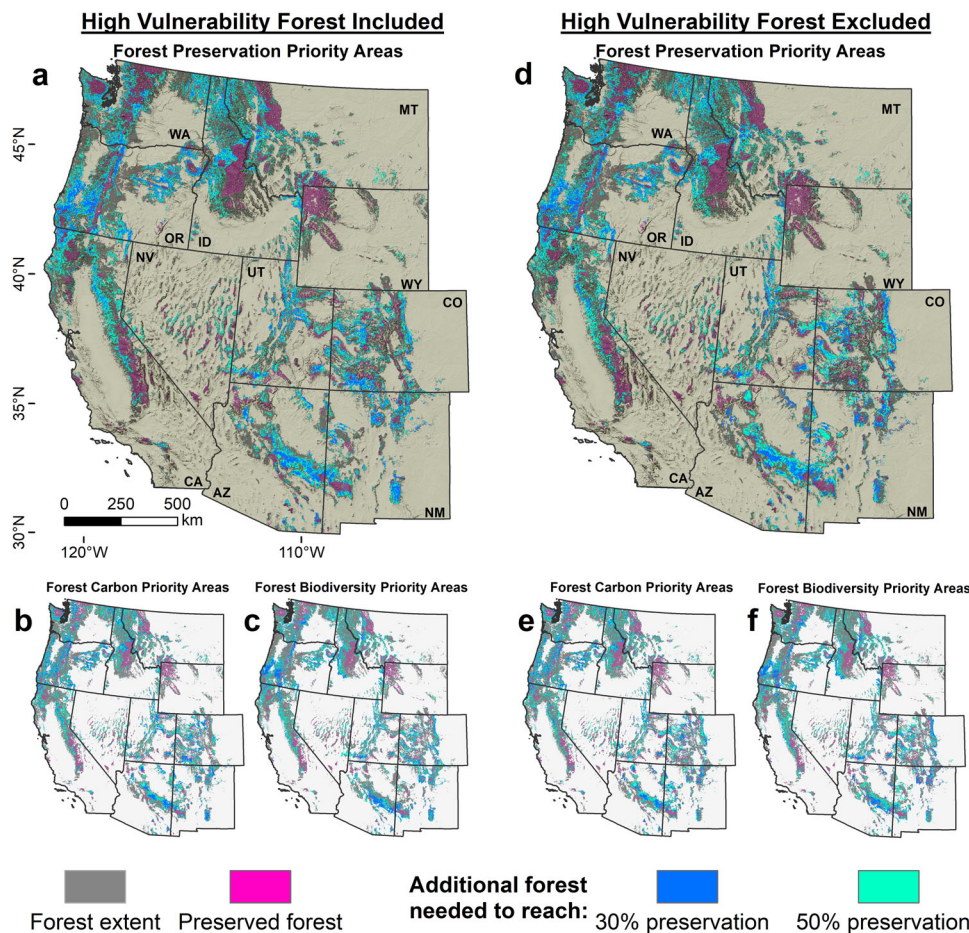 High Vulnerability Forest Included
Forest Preservation Priority Areas
a
MT
WA
OR
ID
NV
UT
WY
CO
CA
AZ
NM
45°N
40°N
35°N
30°N
0 250 500
km
120°W 110°W
High Vulnerability Forest Excluded
Forest Preservation Priority Areas
d
MT
WA
OR
ID
NV
UT
WY
CO
CA
AZ
NM
Forest Carbon Priority Areas
b
Forest Biodiversity Priority Areas
c
Forest Carbon Priority Areas
e
Forest Biodiversity Priority Areas
f
Forest extent
Preserved forest
Additional forest
needed to reach:
30% preservation
50% preservation